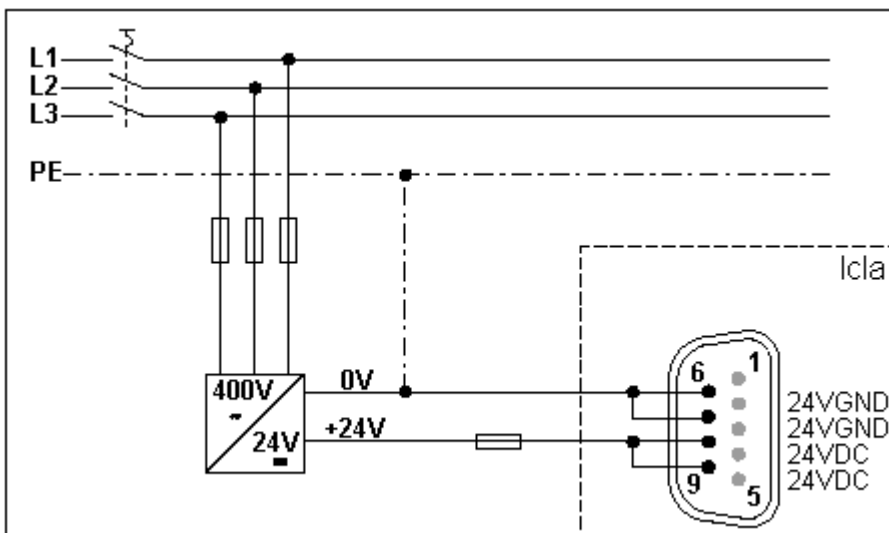 L1
L2
L3
PE
Icla
400V
~
24V
=
0V
+24V
6
1
9
5
24VGND
24VGND
24VDC
24VDC